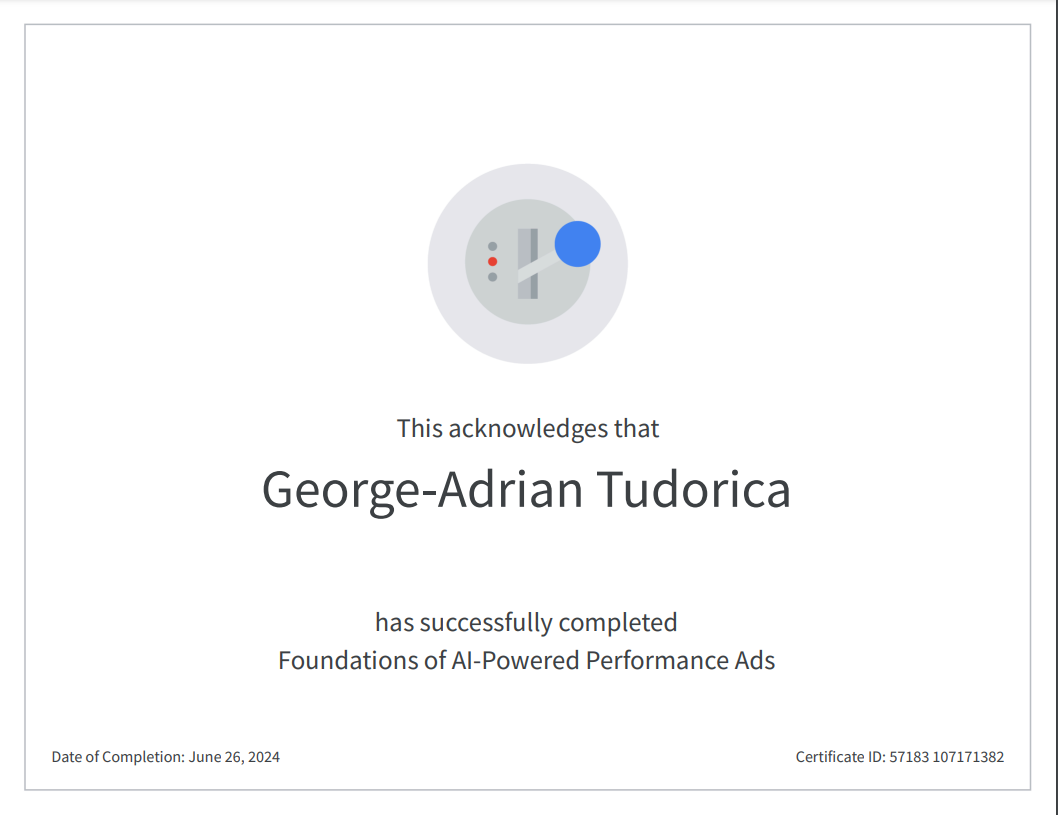 This acknowledges that
George-Adrian Tudorica
has successfully completed
Foundations of AI-Powered Performance Ads
Date of Completion: June 26, 2024
Certificate ID: 57183 107171382